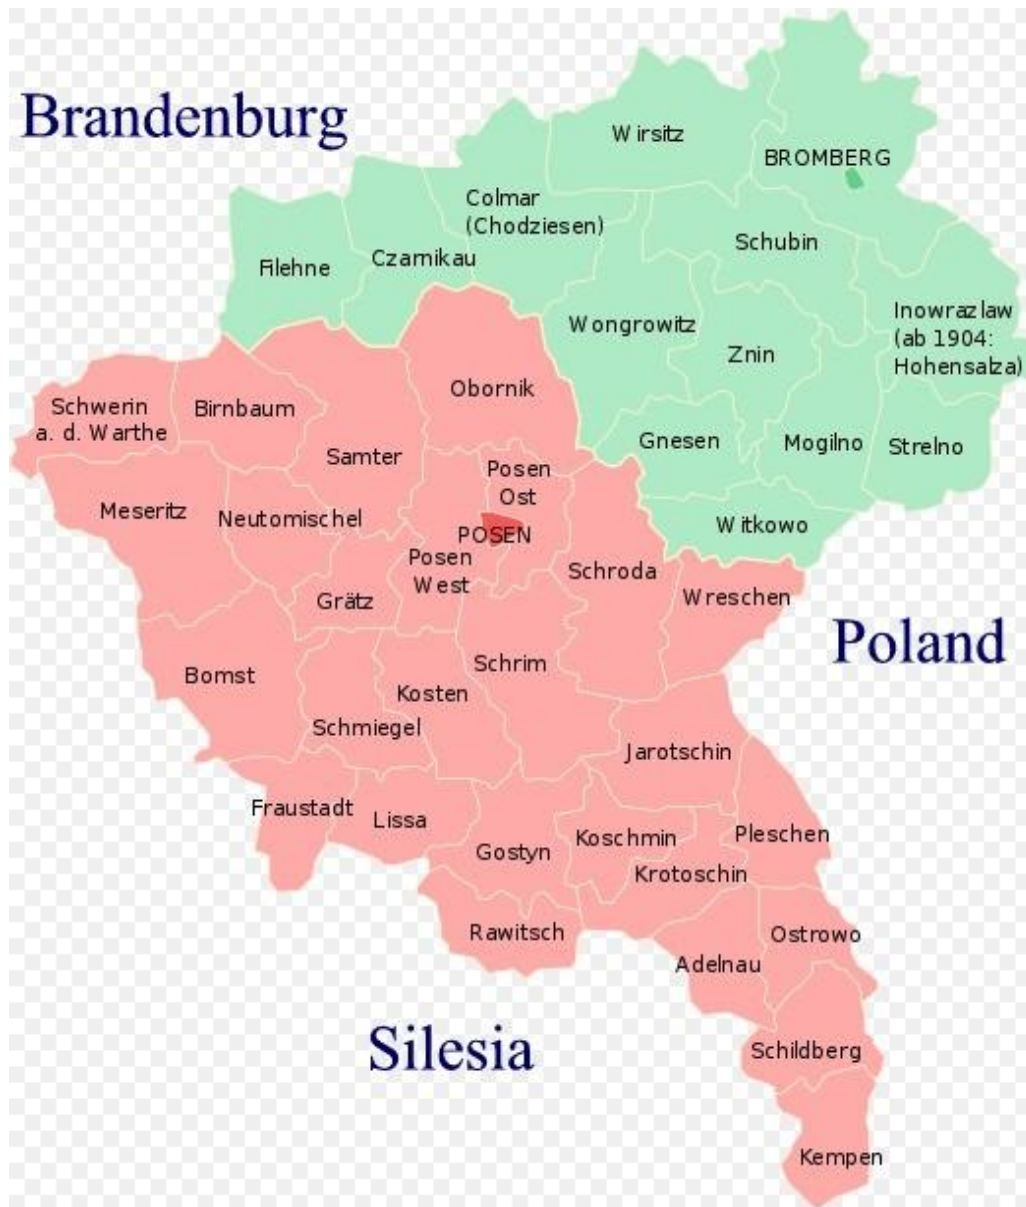 Brandenburg
Wirsitz
BROMBERG
Colmar
(Chodziesen)
Schubin
Czarnikau
Filehne
Inowrazlaw
(ab 1904:
Hohensalza)
Wongrowitz
Znin
Obornik
Schwerin
a. d. Warthe
Birnbaum
Gnesen
Mogilno
Strelno
Samter
Posen
Ost
Meseritz
Neutomischel
POSEN
Witkowo
Posen
West
Schroda
Wreschen
Grätz
Poland
Bomst
Schrim
Kosten
Schmiegel
Jarotschin
Fraustadt
Lissa
Koschmin
Pleschen
Gostyn
Krotoschin
Rawitsch
Ostrowo
Adelnau
Silesia
Schildberg
Kempen